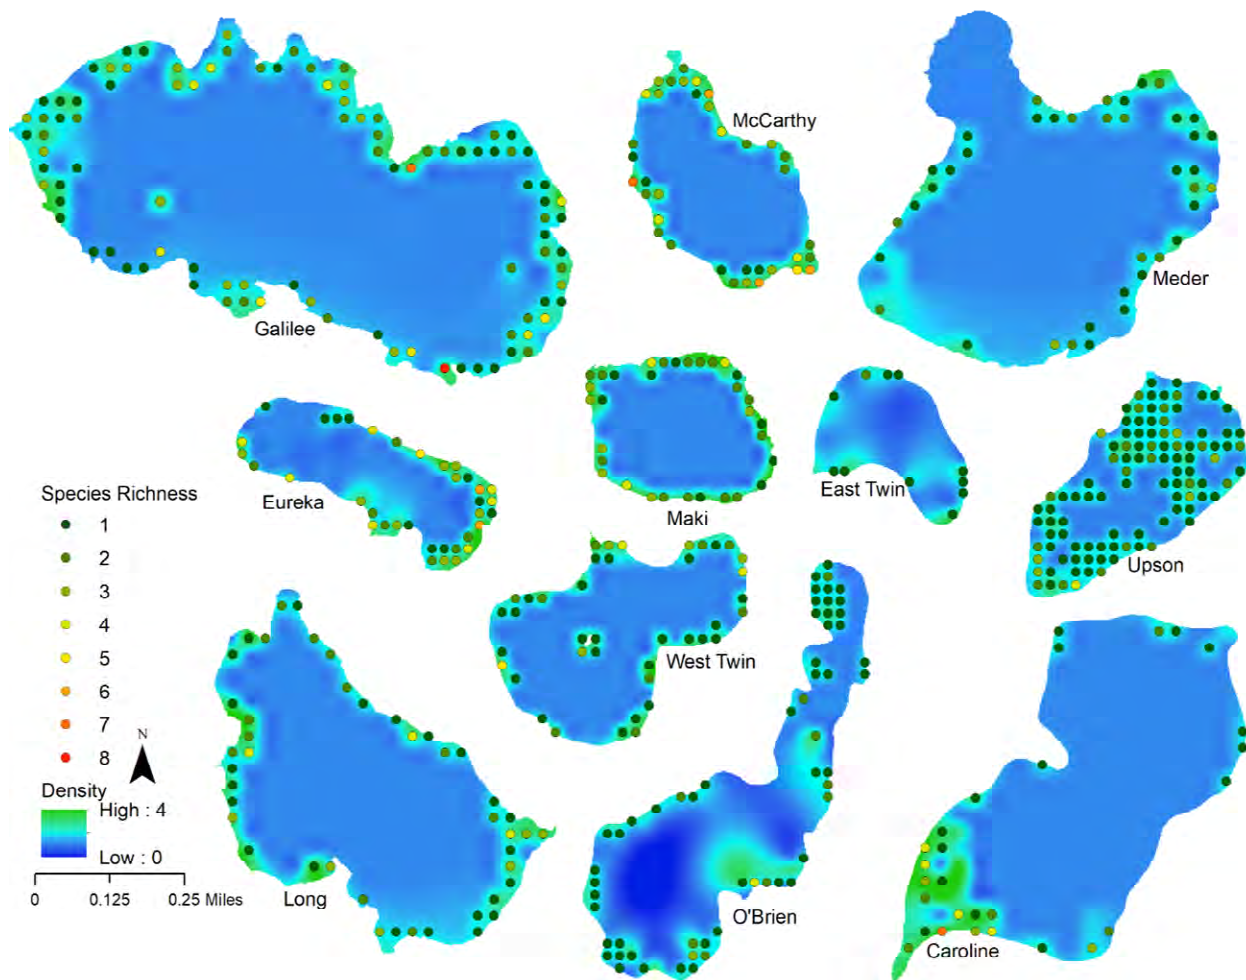 McCarthy
Meder
Galilee
Eureka
Maki
East Twin
Upson
Species Richness
1
2
3
4
5
6
7
8
N
Density
High : 4
Low : 0
0 0.125 0.25 Miles
West Twin
Long
O'Brien
Caroline